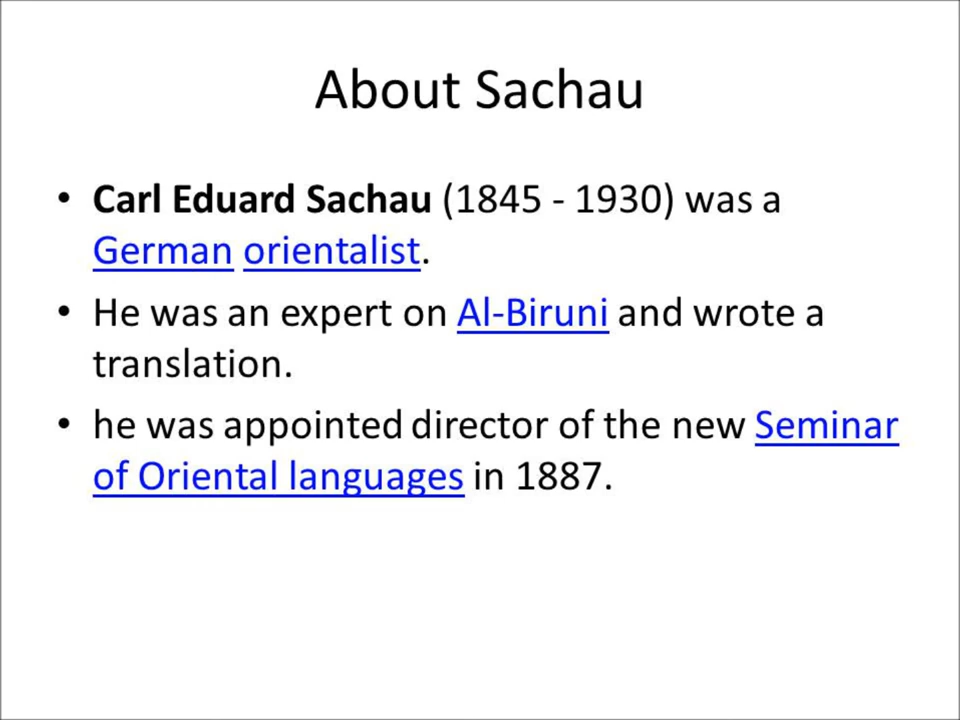 About Sachau
• Carl Eduard Sachau (1845 - 1930) was a
German orientalist.
• He was an expert on Al-Biruni and wrote a
translation.
• he was appointed director of the new Seminar
of Oriental languages in 1887.